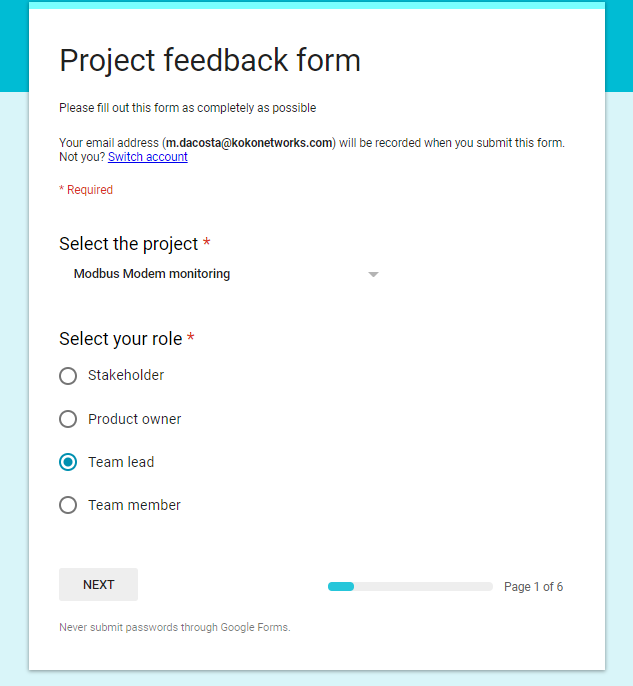 Project feedback form
Please fill out this form as completely as possible
Your email address (m.dacosta@kokonetworks.com) will be recorded when you submit this form.
Not you? Switch account
* Required
Select the project *
Modbus Modem monitoring
Select your role *
Stakeholder
Product owner
Team lead
Team member
NEXT
Page 1 of 6
Never submit passwords through Google Forms.